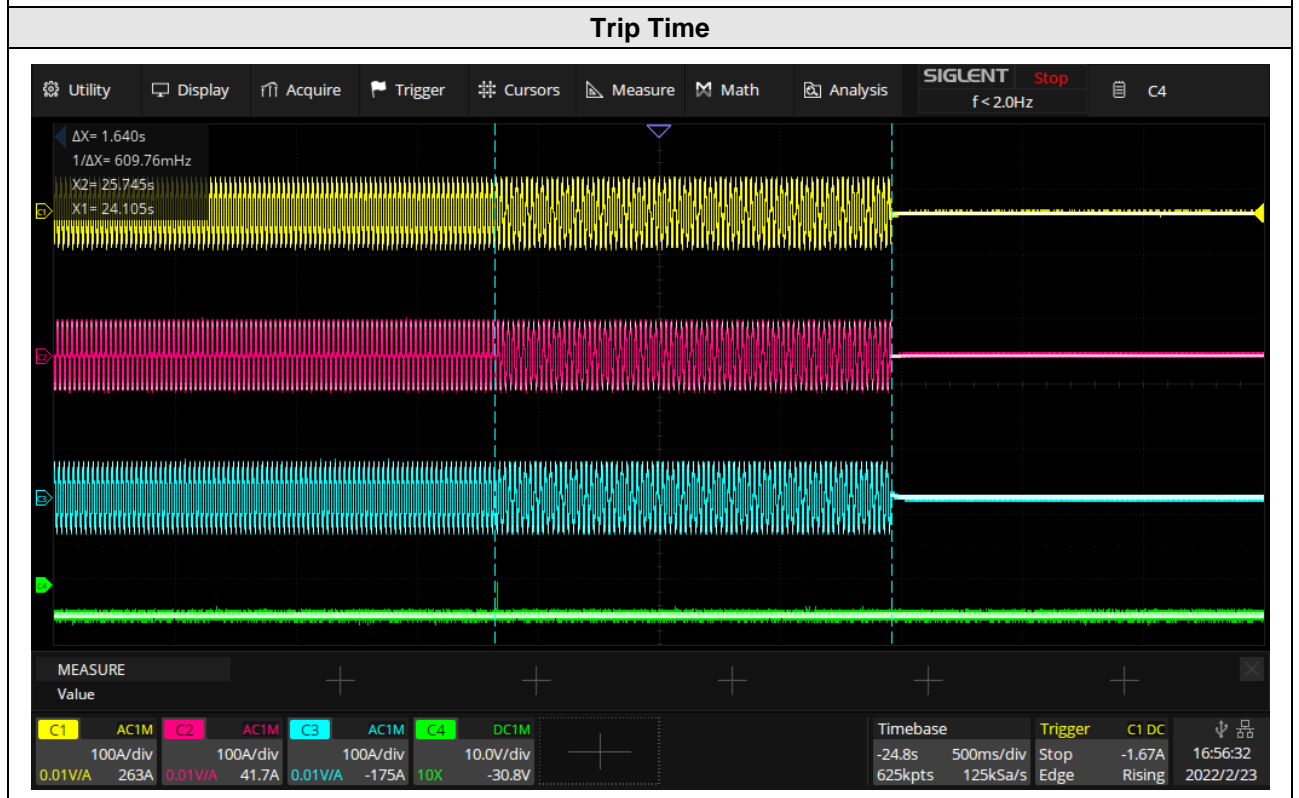 Trip Time
Utility Display Acquire Trigger Cursors Measure Math Analysis SIGLENT Stop C4
f < 2.0Hz
ΔX= 1.640s
1/ΔX= 609.76mHz
X2= 25.745s
X1= 24.105s
C1
C2
C3
C4
MEASURE
Value
C1 AC1M C2 AC1M C3 AC1M C4 DC1M Timebase Trigger C1 DC
100A/div 100A/div 100A/div 10.0V/div -24.8s 500ms/div Stop -1.67A 16:56:32
0.01V/A 263A 0.01V/A 41.7A 0.01V/A -175A 10X -30.8V 625kpts 125kSa/s Edge Rising 2022/2/23